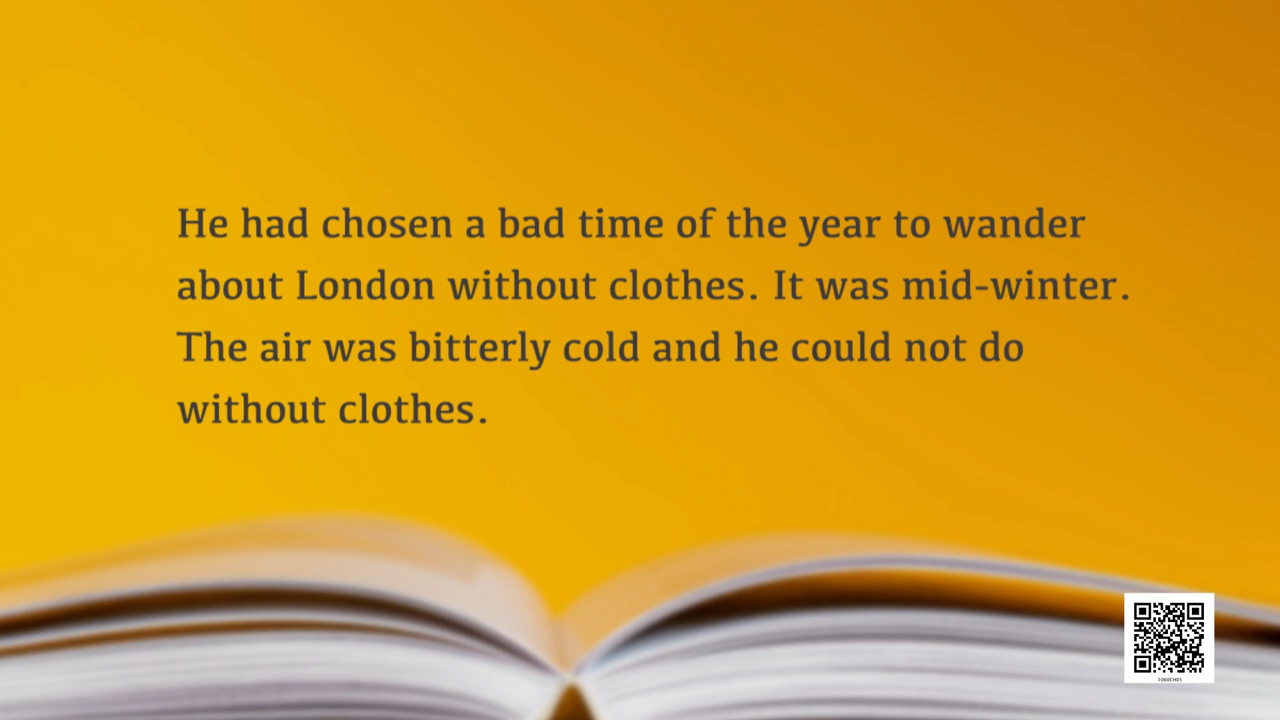 He had chosen a bad time of the year to wander
about London without clothes. It was mid-winter.
The air was bitterly cold and he could not do
without clothes.